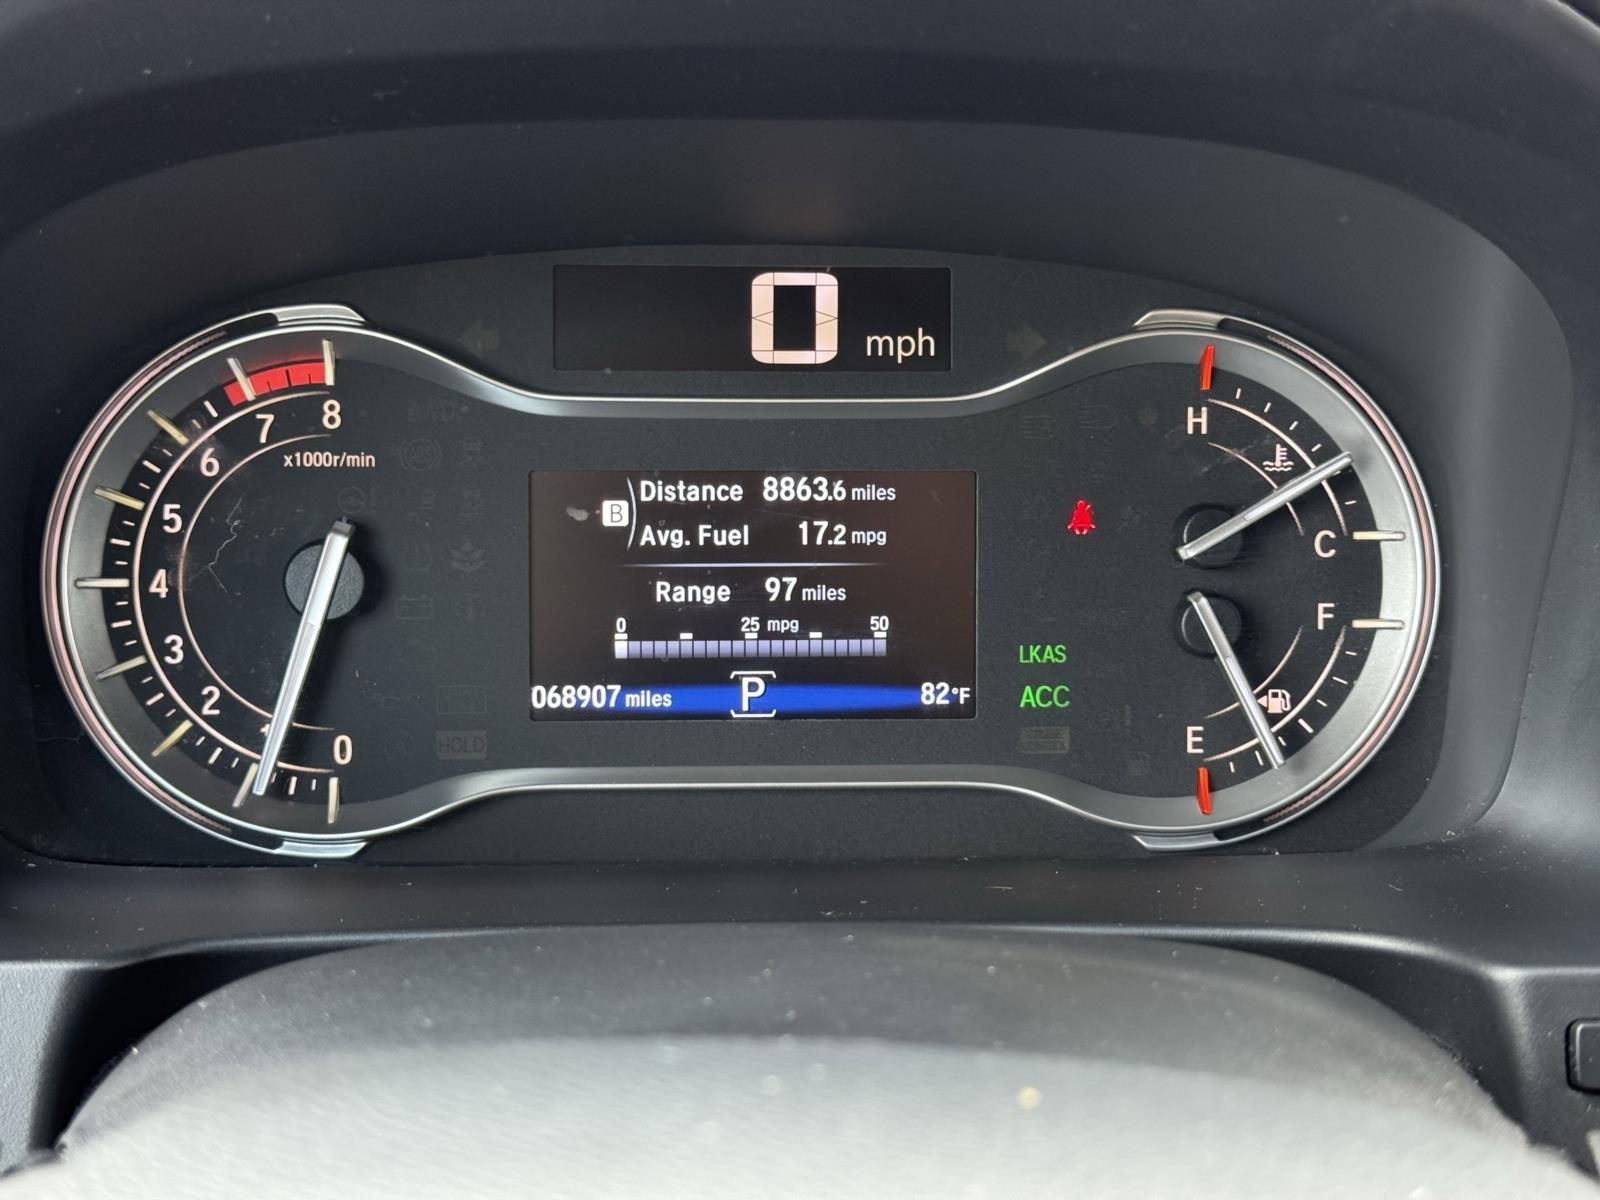 0 mph
8
7
6
5
4
3
2
1
0
x1000r/min
B
Distance 8863.6 miles
Avg. Fuel 17.2 mpg
Range 97 miles
0 25 mpg 50
068907 miles P 82°F
HOLD
LKAS
ACC
H
C
F
E